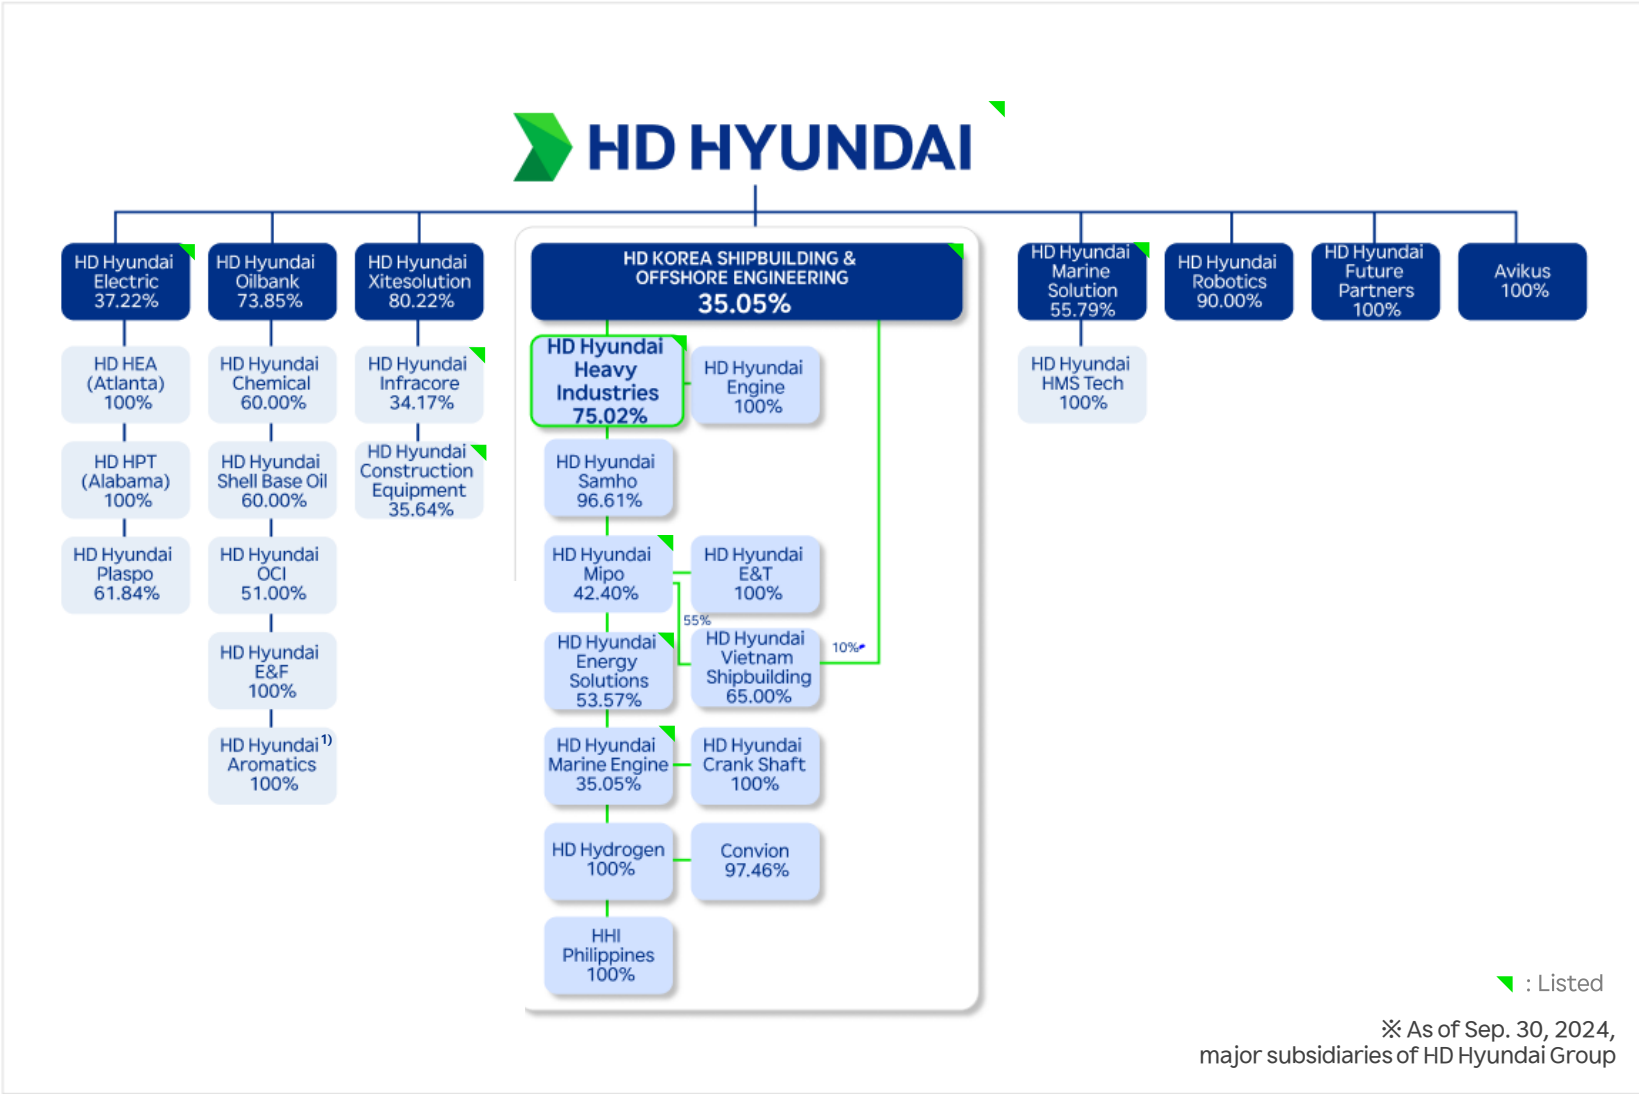 HD HYUNDAI
HD Hyundai
Electric
37.22%
HD HEA
(Atlanta)
100%
HD HPT
(Alabama)
100%
HD Hyundai
Plaspo
61.84%
HD Hyundai
Oilbank
73.85%
HD Hyundai
Chemical
60.00%
HD Hyundai
Shell Base Oil
60.00%
HD Hyundai
OCI
51.00%
HD Hyundai
E&F
100%
HD Hyundai 1)
Aromatics
100%
HD Hyundai
Xitesolution
80.22%
HD Hyundai
Infracore
34.17%
HD Hyundai
Construction
Equipment
35.64%
HD KOREA SHIPBUILDING &
OFFSHORE ENGINEERING
35.05%
HD Hyundai
Heavy
Industries
75.02%
HD Hyundai
Engine
100%
HD Hyundai
Samho
96.61%
HD Hyundai
Mipo
42.40%
HD Hyundai
E&T
100%
55%
HD Hyundai
Energy
Solutions
53.57%
HD Hyundai
Vietnam
Shipbuilding
65.00%
10%
HD Hyundai
Marine Engine
35.05%
HD Hyundai
Crank Shaft
100%
HD Hydrogen
100%
Convion
97.46%
HHI
Philippines
100%
HD Hyundai
Marine
Solution
55.79%
HD Hyundai
HMS Tech
100%
HD Hyundai
Robotics
90.00%
HD Hyundai
Future
Partners
100%
Avikus
100%
: Listed
※ As of Sep. 30, 2024,
major subsidiaries of HD Hyundai Group